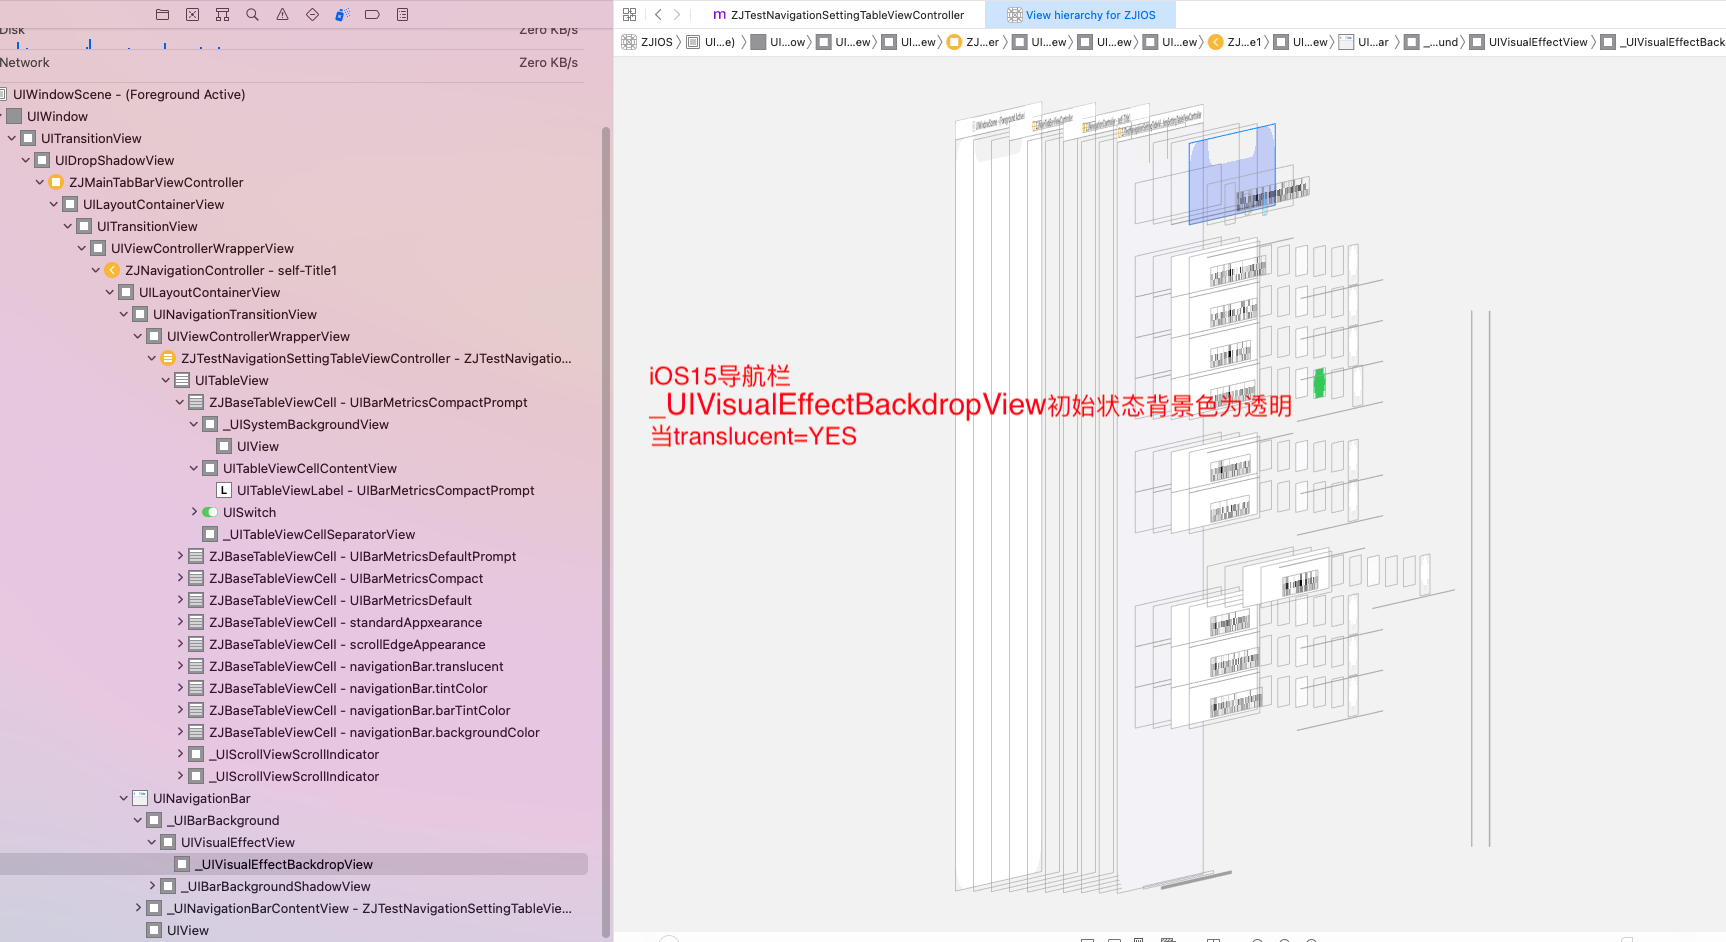 Disk
Zero KB/s
Network
Zero KB/s
UIWindowScene - (Foreground Active)
UIWindow
UITransitionView
UIDropShadowView
ZJMainTabBarViewController
UILayoutContainerView
UITransitionView
UIViewControllerWrapperView
ZJNavigationController - self-Title1
UILayoutContainerView
UINavigationTransitionView
UIViewControllerWrapperView
ZJTestNavigationSettingTableViewController - ZJTestNavigatio...
UITableView
ZJBaseTableViewCell - UIBarMetricsCompactPrompt
_UISystemBackgroundView
UIView
UITableViewCellContentView
L UITableViewLabel - UIBarMetricsCompactPrompt
UISwitch
_UITableViewCellSeparatorView
ZJBaseTableViewCell - UIBarMetricsDefaultPrompt
ZJBaseTableViewCell - UIBarMetricsCompact
ZJBaseTableViewCell - UIBarMetricsDefault
ZJBaseTableViewCell - standardAppxearance
ZJBaseTableViewCell - scrollEdgeAppearance
ZJBaseTableViewCell - navigationBar.translucent
ZJBaseTableViewCell - navigationBar.tintColor
ZJBaseTableViewCell - navigationBar.barTintColor
ZJBaseTableViewCell - navigationBar.backgroundColor
_UIScrollViewScrollIndicator
_UIScrollViewScrollIndicator
UINavigationBar
_UIBarBackground
UIVisualEffectView
_UIVisualEffectBackdropView
_UIBarBackgroundShadowView
_UINavigationBarContentView - ZJTestNavigationSettingTableVie...
UIView
m ZJTestNavigationSettingTableViewController
View hierarchy for ZJIOS
ZJIOS
UI...e)
UI...ow
UI...ew
UI...ew
ZJ...er
UI...ew
UI...ew
UI...ew
ZJ...e1
UI...ew
UI...ar
_...und
UIVisualEffectView
_UIVisualEffectBack
UIWindowScene - (Foreground Active)
iOS15导航栏
_UIVisualEffectBackdropView初始状态背景色为透明
当translucent=YES